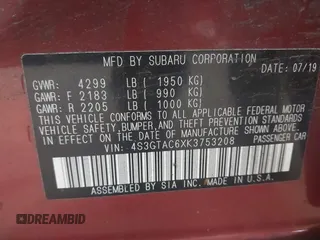 MFD. BY SUBARU CORPORATION
DATE: 07/19
GVWR: 4299 LB ( 1950 KG)
GAWR: F 2183 LB ( 990 KG)
GAWR: R 2205 LB ( 1000 KG)
THIS VEHICLE CONFORMS TO ALL APPLICABLE FEDERAL MOTOR
VEHICLE SAFETY, BUMPER, AND THEFT PREVENTION STANDARDS
IN EFFECT ON THE DATE OF MANUFACTURE SHOWN ABOVE.
VIN: 4S3GTAC6XK3753208
PASSENGER CAR
ASSEMBLED BY SIA INC. IN U.S.A.
© DREAMBID
DREAMBID.COM